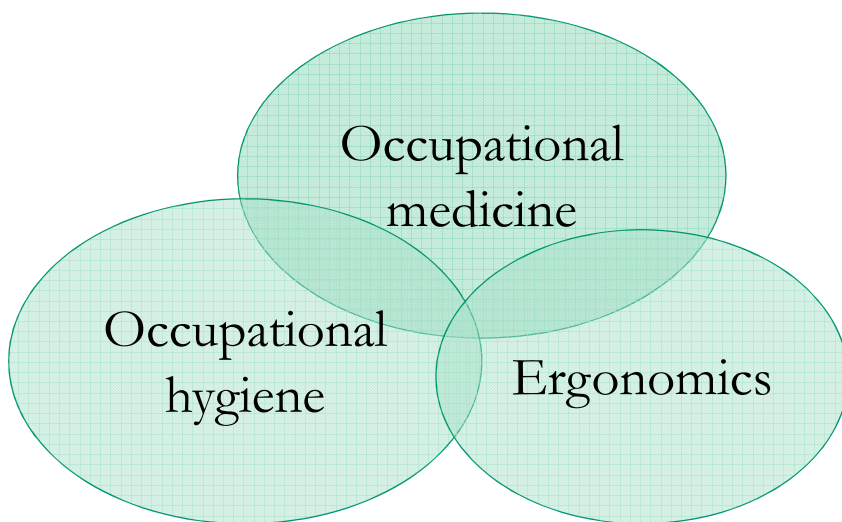 Occupational
medicine
Occupational
hygiene
Ergonomics